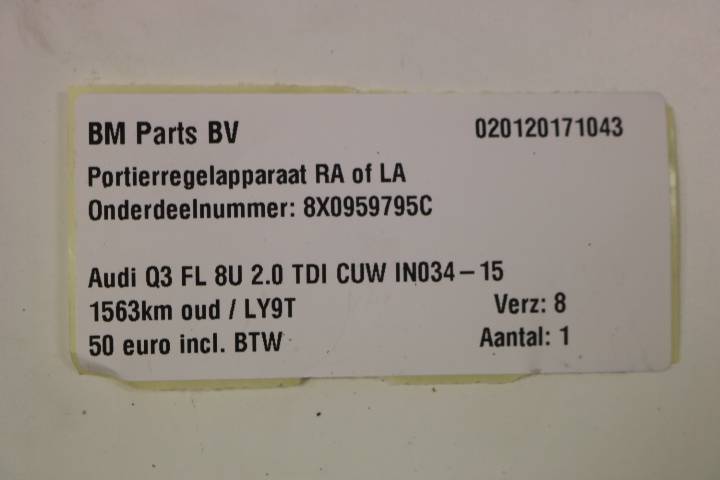 BM Parts BV 020120171043
Portierregelapparaat RA of LA
Onderdeelnummer: 8X0959795C
Audi Q3 FL 8U 2.0 TDI CUW IN034-15
1563km oud / LY9T Verz: 8
50 euro incl. BTW Aantal: 1